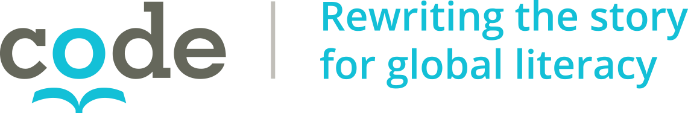 code
Rewriting the story
for global literacy